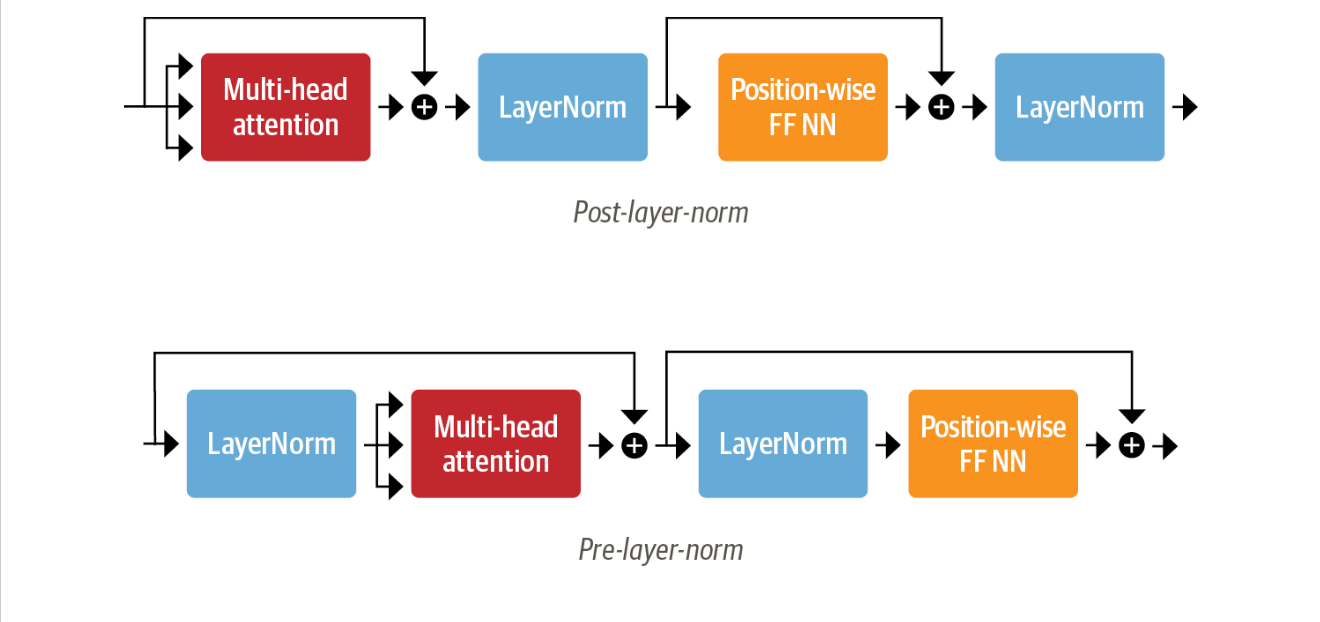 Multi-head
attention
LayerNorm
Position-wise
FF NN
LayerNorm
Post-layer-norm
LayerNorm
Multi-head
attention
LayerNorm
Position-wise
FF NN
Pre-layer-norm